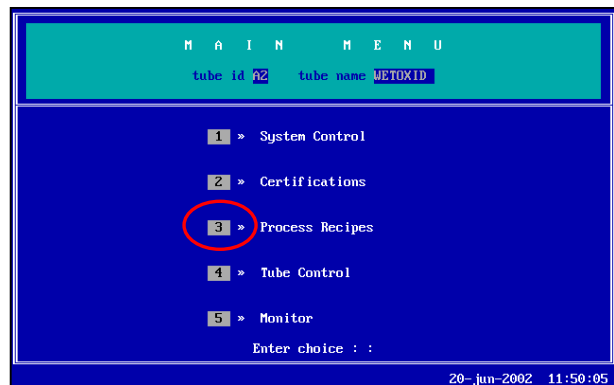 M A I N M E N U
tube id AZ tube name WETOXID
1 » System Control
2 » Certifications
3 » Process Recipes
4 » Tube Control
5 » Monitor
Enter choice : :
20-jun-2002 11:50:05